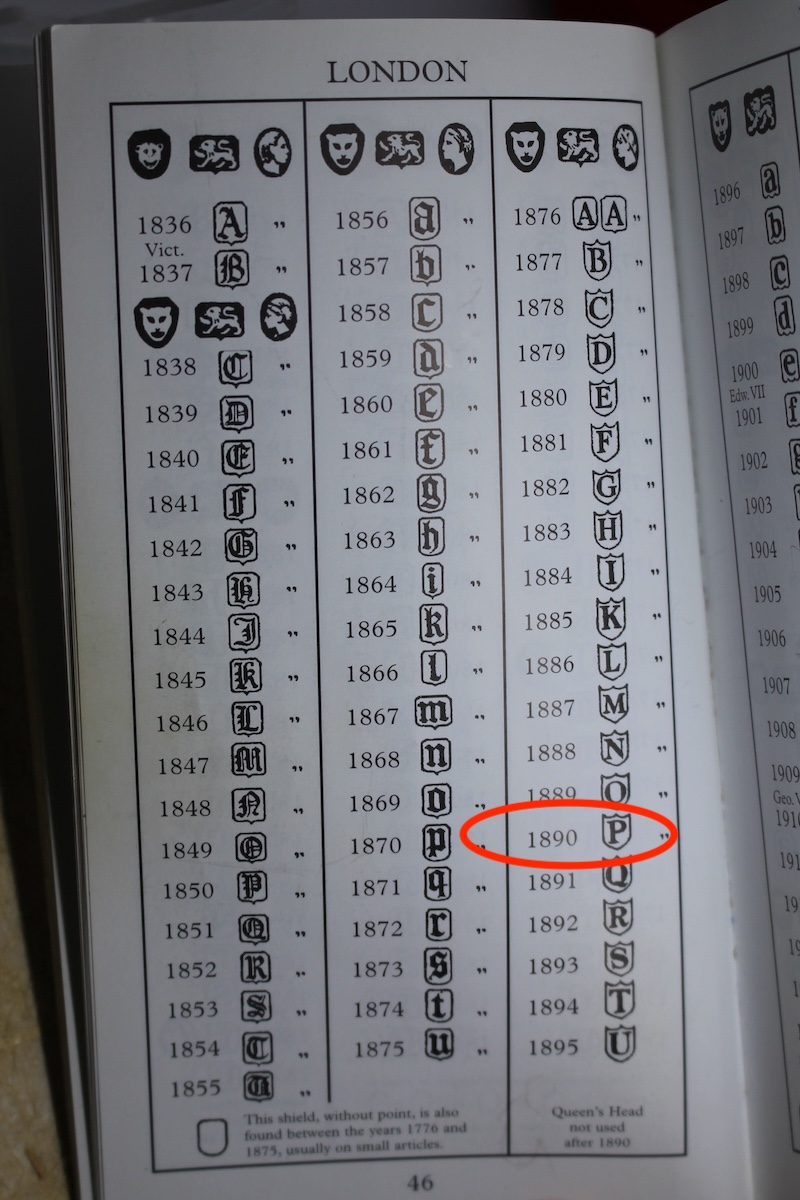 LONDON
1836 A ”
Vict.
1837 B ”
1838 C ”
1839 D ”
1840 E ”
1841 F ”
1842 G ”
1843 H ”
1844 J ”
1845 K ”
1846 L ”
1847 M ”
1848 N ”
1849 O ”
1850 P ”
1851 Q ”
1852 R ”
1853 S ”
1854 T ”
1855 U ”
This shield, without point, is also
found between the years 1776 and
1875, usually on small articles.
1856 a ”
1857 b ”
1858 c ”
1859 d ”
1860 e ”
1861 f ”
1862 g ”
1863 h ”
1864 i ”
1865 k ”
1866 l ”
1867 m ”
1868 n ”
1869 o ”
1870 p ”
1871 q ”
1872 r ”
1873 s ”
1874 t ”
1875 u ”
1876 A A ”
1877 B ”
1878 C ”
1879 D ”
1880 E ”
1881 F ”
1882 G ”
1883 H ”
1884 I ”
1885 K ”
1886 L ”
1887 M ”
1888 N ”
1889 O ”
1890 P ”
1891 Q
1892 R
1893 S
1894 T
1895 U
Queen's Head
not used
after 1890
46
1896 a
1897 b
1898 c
1899 d
1900 e
Edw. VII
1901 f
1902
1903
1904
1905
1906
1907
1908
1909
Geo.